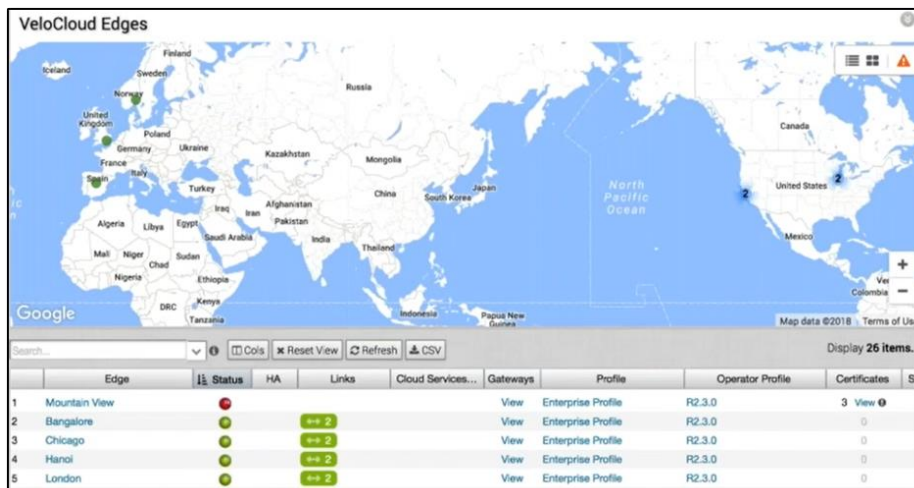 VeloCloud Edges
Finland
Iceland
Sweden
Norway
Russia
United
Kingdom
Canada
Poland
Germany
Ukraine
France
Kazakhstan
Mongolia
2
Spain
Italy
2
United States
Turkey
South Korea
Japan
China
North
Pacific
Ocean
Iraq
Iran
Afghanistan
Pakistan
Algeria
Libya
Egypt
Saudi Arabia
India
Mexico
Mali
Niger
Chad
Sudan
Thailand
Nigeria
Ethiopia
+
−
DRC
Kenya
Colombia
Google
Tanzania
Indonesia
Papua New
Guinea
Map data ©2018 Terms of Us
Search...
Cols
Reset View
Refresh
CSV
Display 26 items.
Edge Status HA Links Cloud Services... Gateways Profile Operator Profile Certificates S
1 Mountain View View Enterprise Profile R2.3.0 3 View
2 Bangalore 2 View Enterprise Profile R2.3.0 0
3 Chicago 2 View Enterprise Profile R2.3.0 0
4 Hanoi 2 View Enterprise Profile R2.3.0 0
5 London 2 View Enterprise Profile R2.3.0 0